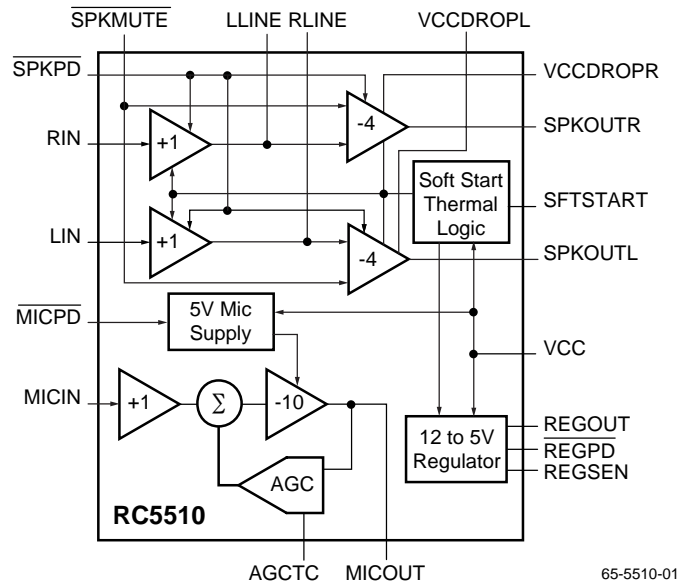 SPKMUTE
LLINE RLINE
VCCDROPL
SPKPD
VCCDROPR
+1
-4
RIN
SPKOUTR
Soft Start
Thermal
Logic
SFTSTART
LIN
+1
-4
SPKOUTL
MICPD
5V Mic
Supply
VCC
MICIN
+1
Σ
-10
12 to 5V
Regulator
REGOUT
REGPD
REGSEN
AGC
RC5510
AGCTC
MICOUT
65-5510-01